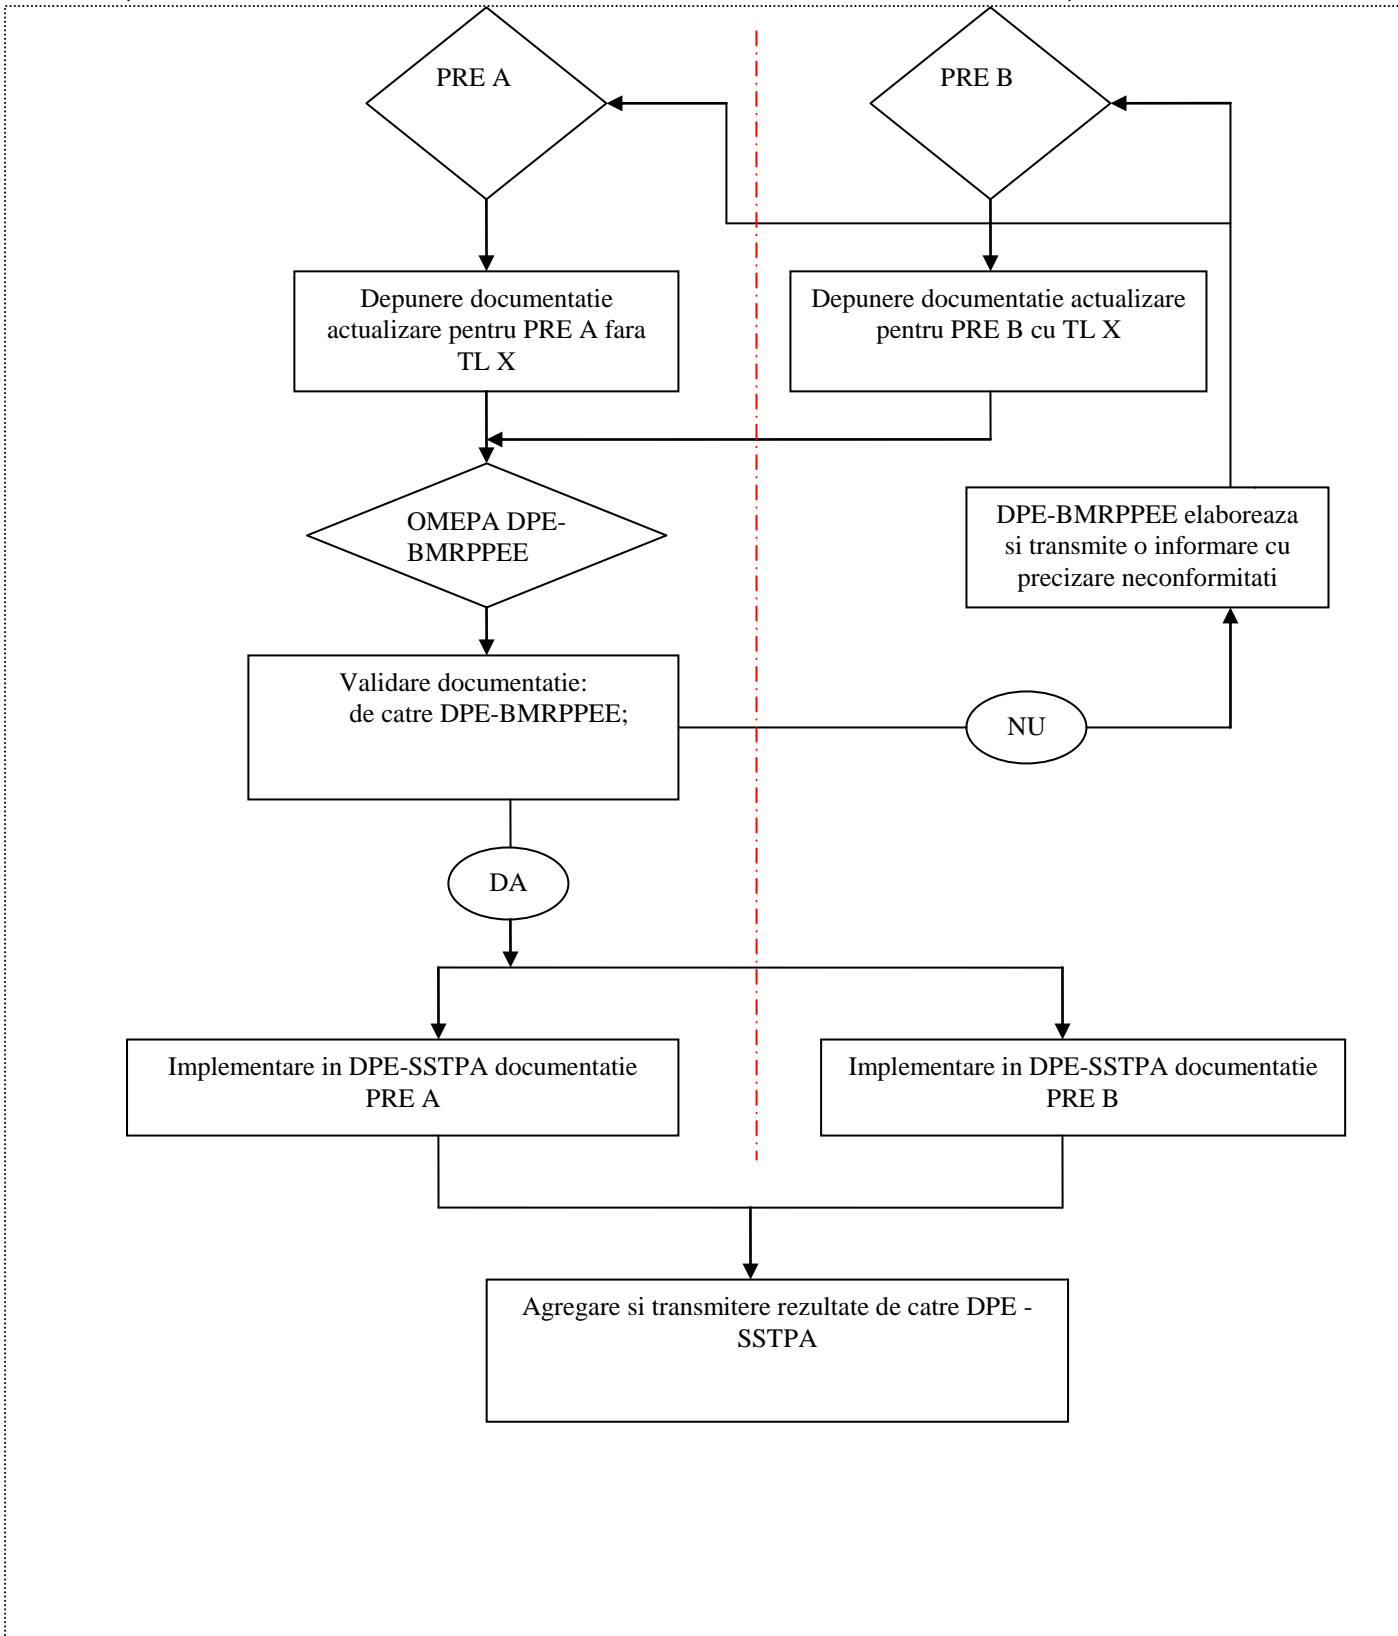 PRE A
PRE B
Depunere documentatie
actualizare pentru PRE A fara
TL X
Depunere documentatie actualizare
pentru PRE B cu TL X
OMEPA DPE-
BMRPPEE
DPE-BMRPPEE elaboreaza
si transmite o informare cu
precizare neconformitati
Validare documentatie:
de catre DPE-BMRPPEE;
NU
DA
Implementare in DPE-SSTPA documentatie
PRE A
Implementare in DPE-SSTPA documentatie
PRE B
Agregare si transmitere rezultate de catre DPE -
SSTPA